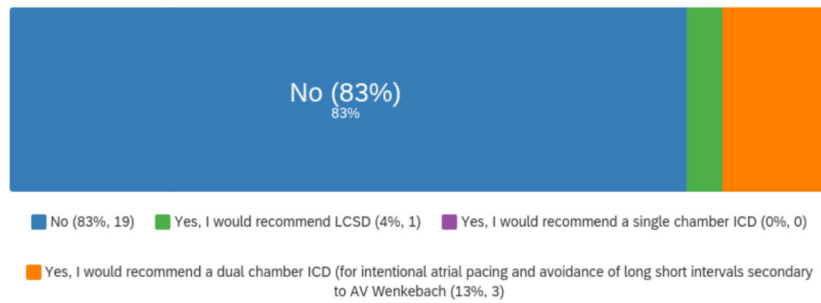 No (83%)
83%
No (83%, 19) Yes, I would recommend LCSD (4%, 1) Yes, I would recommend a single chamber ICD (0%, 0)
Yes, I would recommend a dual chamber ICD (for intentional atrial pacing and avoidance of long short intervals secondary
to AV Wenkebach (13%, 3)